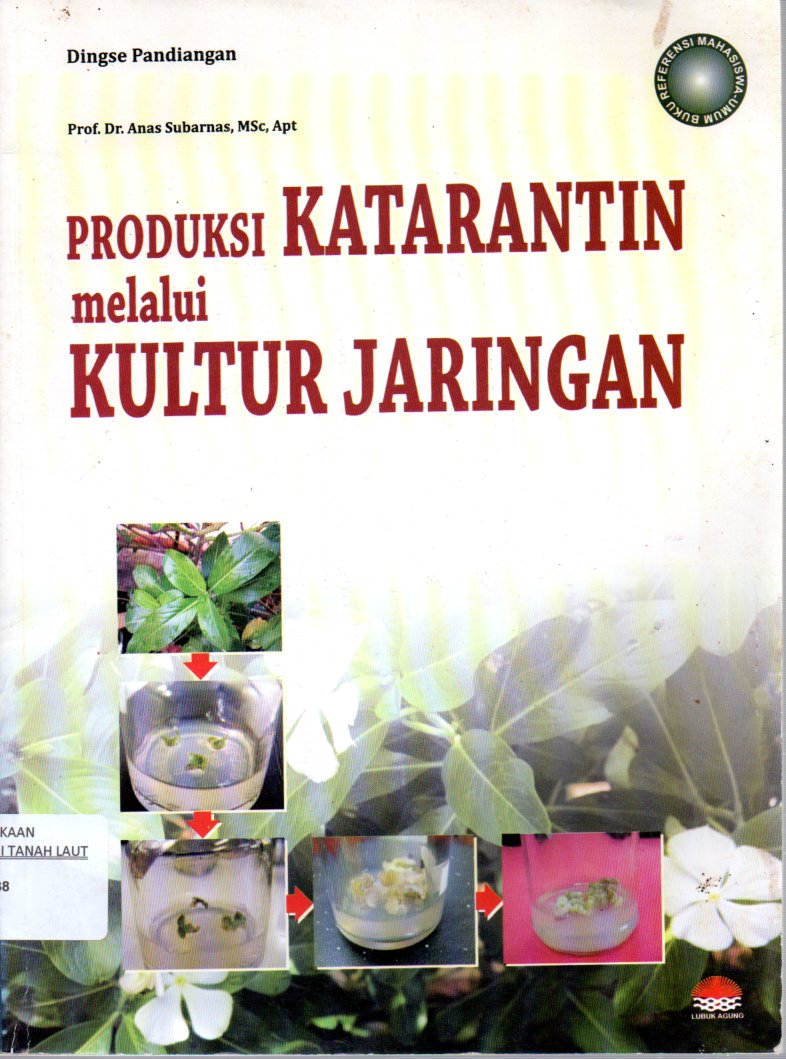 Dingse Pandiangan
Prof. Dr. Anas Subarnas, MSc, Apt
BUKU REFERENSI MAHASISWA-UMUM
PRODUKSI KATARANTIN
melalui
KULTUR JARINGAN
KAAN
I TANAH LAUT
38
LUBUK AGUNG